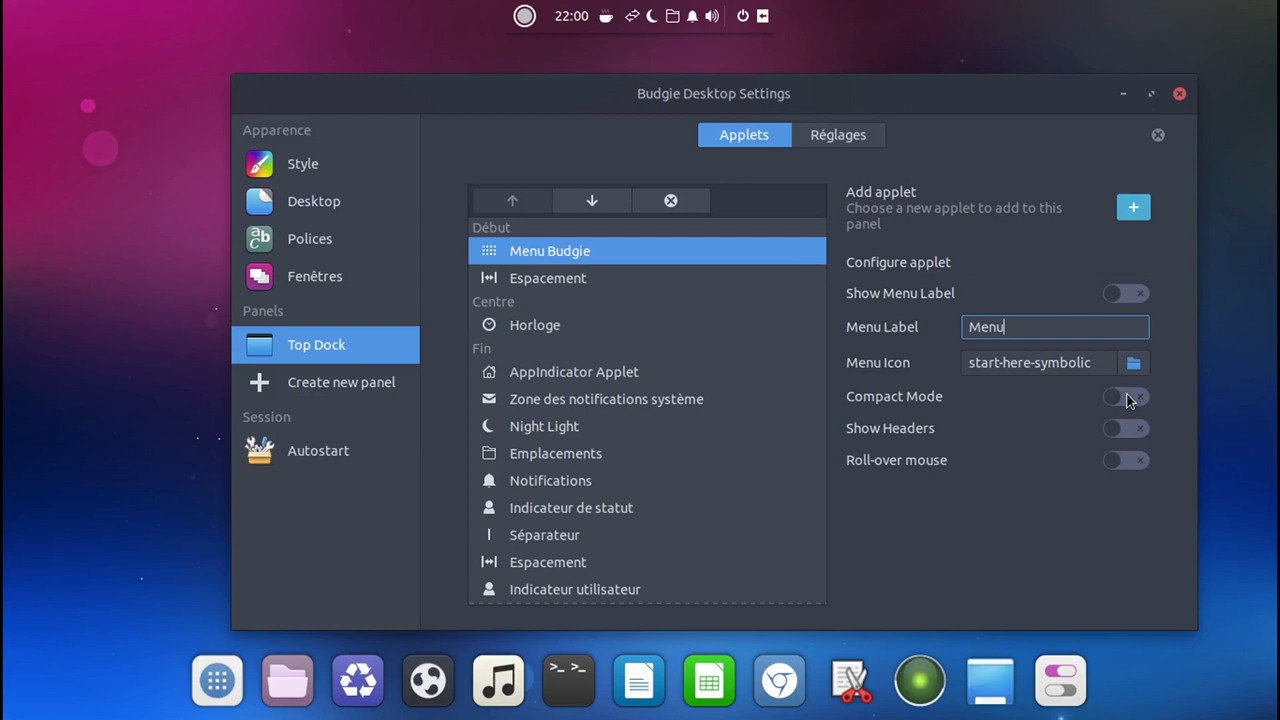 22:00
Budgie Desktop Settings
Apparence
Style
Desktop
Polices
Fenêtres
Panels
Top Dock
Create new panel
Session
Autostart
Applets
Réglages
Début
Menu Budgie
Espacement
Centre
Horloge
Fin
AppIndicator Applet
Zone des notifications système
Night Light
Emplacements
Notifications
Indicateur de statut
Séparateur
Espacement
Indicateur utilisateur
Add applet
Choose a new applet to add to this
panel
Configure applet
Show Menu Label
Menu Label Menu
Menu Icon start-here-symbolic
Compact Mode
Show Headers
Roll-over mouse
abc
>_ >_